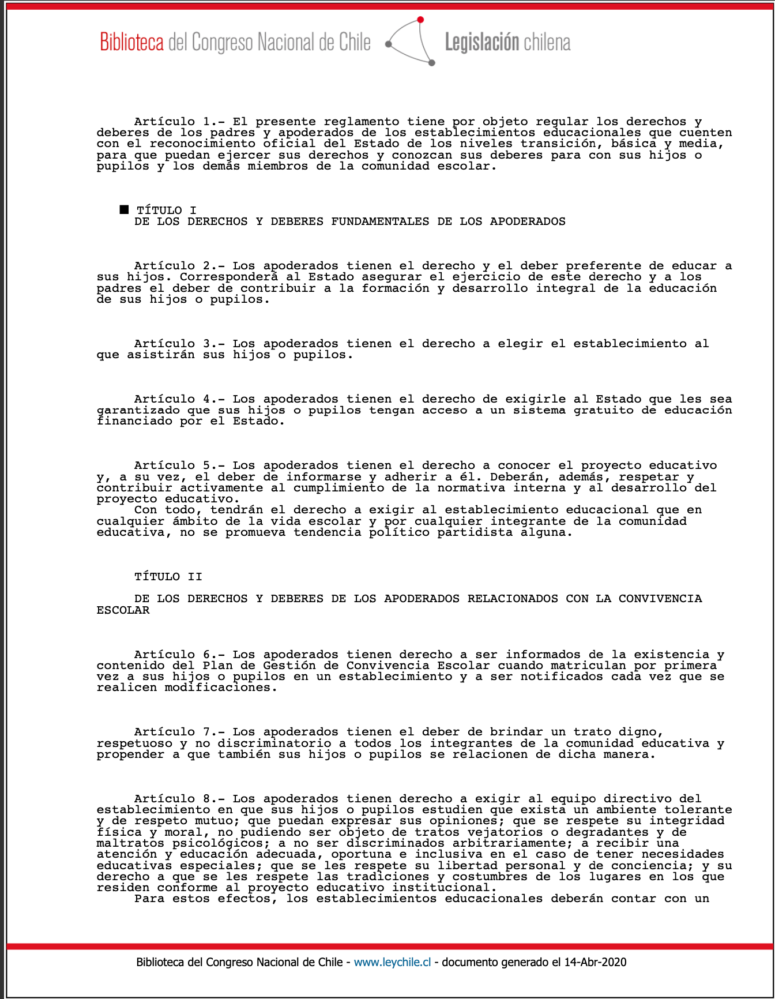 Biblioteca del Congreso Nacional de Chile Legislación chilena
Artículo 1.- El presente reglamento tiene por objeto regular los derechos y
deberes de los padres y apoderados de los establecimientos educacionales que cuenten
con el reconocimiento oficial del Estado de los niveles transición, básica y media,
para que puedan ejercer sus derechos y conozcan sus deberes para con sus hijos o
pupilos y los demás miembros de la comunidad escolar.
TÍTULO I
DE LOS DERECHOS Y DEBERES FUNDAMENTALES DE LOS APODERADOS
Artículo 2.- Los apoderados tienen el derecho y el deber preferente de educar a
sus hijos. Corresponderá al Estado asegurar el ejercicio de este derecho y a los
padres el deber de contribuir a la formación y desarrollo integral de la educación
de sus hijos o pupilos.
Artículo 3.- Los apoderados tienen el derecho a elegir el establecimiento al
que asistirán sus hijos o pupilos.
Artículo 4.- Los apoderados tienen el derecho de exigirle al Estado que les sea
garantizado que sus hijos o pupilos tengan acceso a un sistema gratuito de educación
financiado por el Estado.
Artículo 5.- Los apoderados tienen el derecho a conocer el proyecto educativo
y, a su vez, el deber de informarse y adherir a él. Deberán, además, respetar y
contribuir activamente al cumplimiento de la normativa interna y al desarrollo del
proyecto educativo.
Con todo, tendrán el derecho a exigir al establecimiento educacional que en
cualquier ámbito de la vida escolar y por cualquier integrante de la comunidad
educativa, no se promueva tendencia político partidista alguna.
TÍTULO II
DE LOS DERECHOS Y DEBERES DE LOS APODERADOS RELACIONADOS CON LA CONVIVENCIA
ESCOLAR
Artículo 6.- Los apoderados tienen derecho a ser informados de la existencia y
contenido del Plan de Gestión de Convivencia Escolar cuando matriculan por primera
vez a sus hijos o pupilos en un establecimiento y a ser notificados cada vez que se
realicen modificaciones.
Artículo 7.- Los apoderados tienen el deber de brindar un trato digno,
respetuoso y no discriminatorio a todos los integrantes de la comunidad educativa y
propender a que también sus hijos o pupilos se relacionen de dicha manera.
Artículo 8.- Los apoderados tienen derecho a exigir al equipo directivo del
establecimiento en que sus hijos o pupilos estudien que exista un ambiente tolerante
y de respeto mutuo; que puedan expresar sus opiniones; que se respete su integridad
física y moral, no pudiendo ser objeto de tratos vejatorios o degradantes y de
maltratos psicológicos; a no ser discriminados arbitrariamente; a recibir una
atención y educación adecuada, oportuna e inclusiva en el caso de tener necesidades
educativas especiales; que se les respete su libertad personal y de conciencia; y su
derecho a que se les respete las tradiciones y costumbres de los lugares en los que
residen conforme al proyecto educativo institucional.
Para estos efectos, los establecimientos educacionales deberán contar con un
Biblioteca del Congreso Nacional de Chile - www.leychile.cl - documento generado el 14-Abr-2020